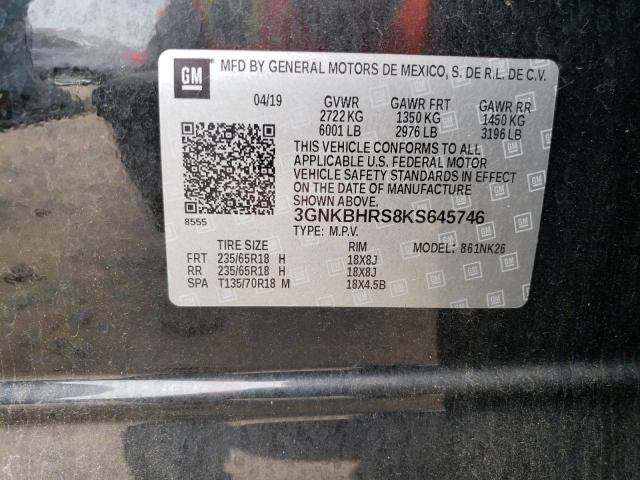 GM MFD BY GENERAL MOTORS DE MEXICO, S. DE R.L. DE C.V.
04/19 GVWR GAWR FRT GAWR RR
2722 KG 1350 KG 1450 KG
6001 LB 2976 LB 3196 LB
THIS VEHICLE CONFORMS TO ALL
APPLICABLE U.S. FEDERAL MOTOR
VEHICLE SAFETY STANDARDS IN EFFECT
ON THE DATE OF MANUFACTURE
SHOWN ABOVE.
8555 3GNKBHRS8KS645746
TYPE: M.P.V.
TIRE SIZE RIM MODEL: 861NK26
FRT 235/65R18 H 18X8J
RR 235/65R18 H 18X8J
SPA T135/70R18 M 18X4.5B